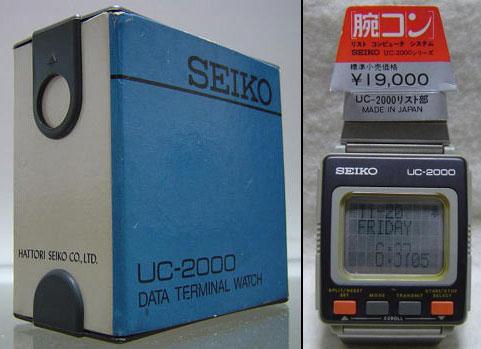 SEIKO
HATTORI SEIKO CO., LTD.
UC-2000
DATA TERMINAL WATCH
腕コン
リスト コンピュータ システム
SEIKO UC-2000シリーズ
標準小売価格
¥19,000
UC-2000リスト部
MADE IN JAPAN
SEIKO UC-2000
FRIDAY
SPLIT/RESET START/STOP
SET MODE TRANSMIT SELECT
SCROLL